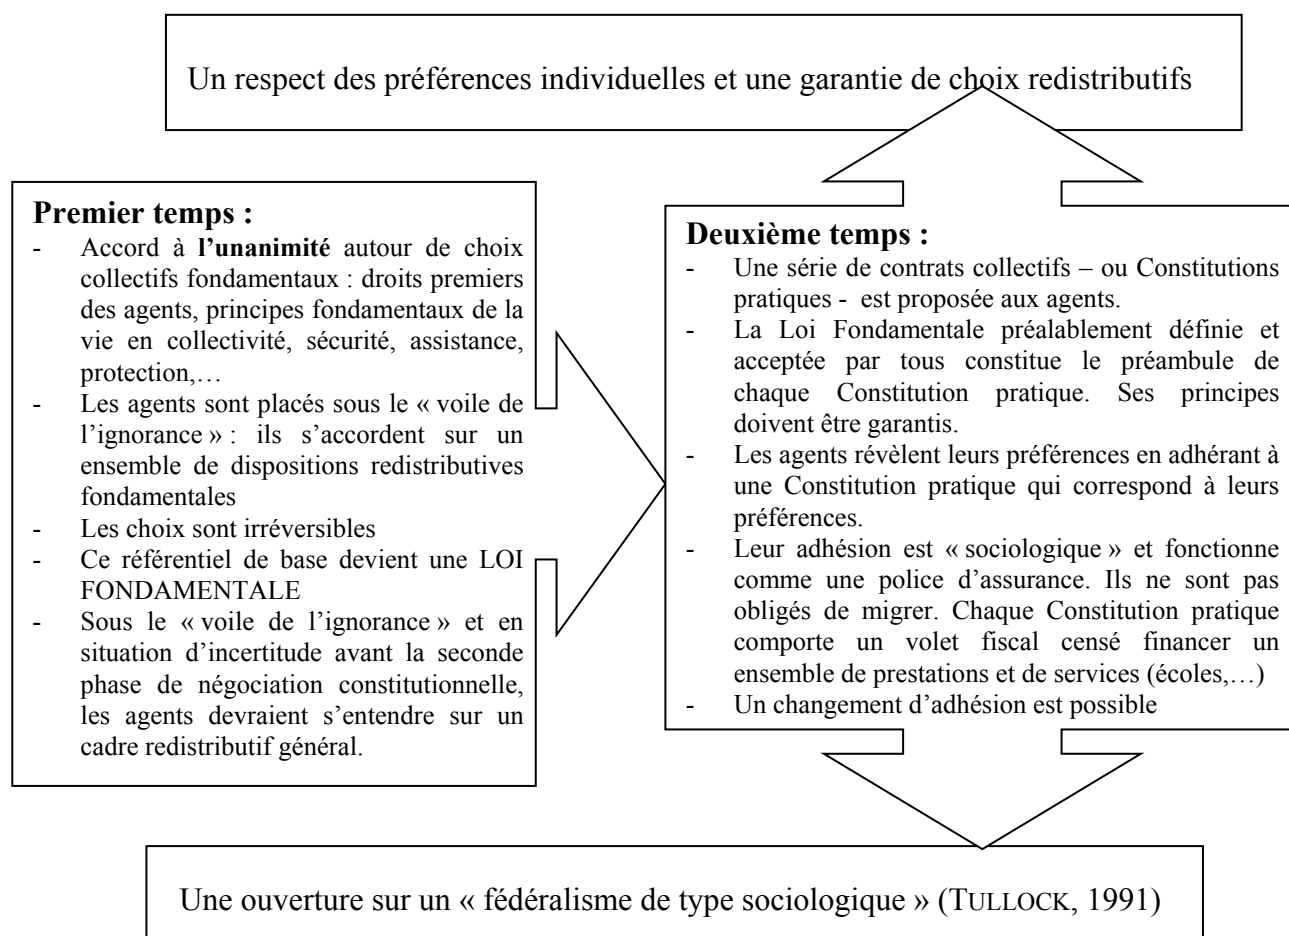 Un respect des préférences individuelles et une garantie de choix redistributifs
Premier temps :
- Accord à l’unanimité autour de choix
collectifs fondamentaux : droits premiers
des agents, principes fondamentaux de la
vie en collectivité, sécurité, assistance,
protection,…
- Les agents sont placés sous le « voile de
l’ignorance » : ils s’accordent sur un
ensemble de dispositions redistributives
fondamentales
- Les choix sont irréversibles
- Ce référentiel de base devient une LOI
FONDAMENTALE
- Sous le « voile de l’ignorance » et en
situation d’incertitude avant la seconde
phase de négociation constitutionnelle,
les agents devraient s’entendre sur un
cadre redistributif général.
Deuxième temps :
- Une série de contrats collectifs – ou Constitutions
pratiques - est proposée aux agents.
- La Loi Fondamentale préalablement définie et
acceptée par tous constitue le préambule de
chaque Constitution pratique. Ses principes
doivent être garantis.
- Les agents révèlent leurs préférences en adhérant à
une Constitution pratique qui correspond à leurs
préférences.
- Leur adhésion est « sociologique » et fonctionne
comme une police d’assurance. Ils ne sont pas
obligés de migrer. Chaque Constitution pratique
comporte un volet fiscal censé financer un
ensemble de prestations et de services (écoles,…)
- Un changement d’adhésion est possible
Une ouverture sur un « fédéralisme de type sociologique » (TULLOCK, 1991)